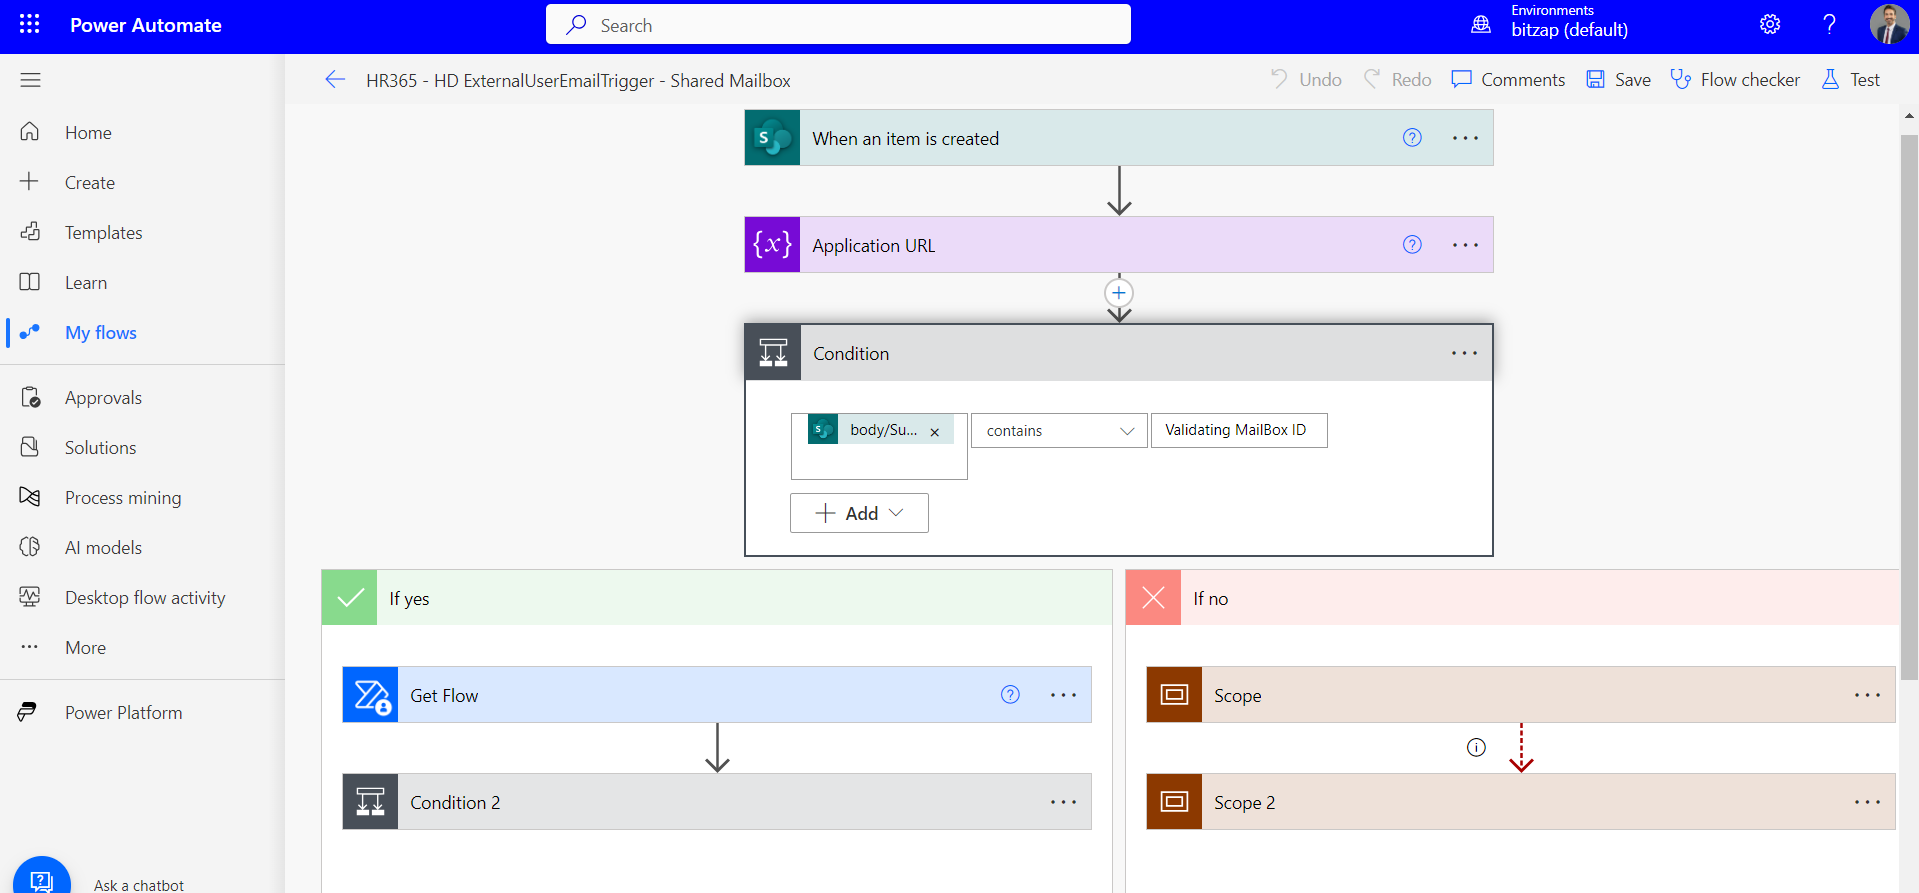 Power Automate
Search
Environments
bitzap (default)
HR365 - HD ExternalUserEmailTrigger - Shared Mailbox
Undo
Redo
Comments
Save
Flow checker
Test
Home
Create
Templates
Learn
My flows
Approvals
Solutions
Process mining
AI models
Desktop flow activity
More
Power Platform
Ask a chatbot
When an item is created
Application URL
Condition
body/Su...
contains
Validating MailBox ID
Add
If yes
Get Flow
Condition 2
If no
Scope
Scope 2